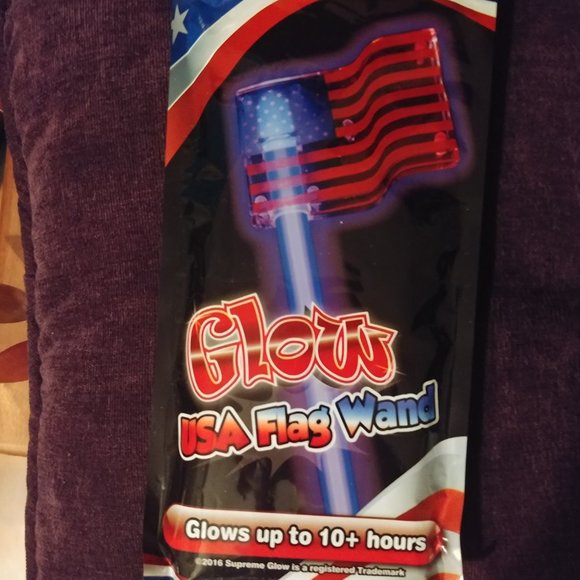 Glow
USA Flag Wand
Glows up to 10+ hours
©2016 Supreme Glow is a registered Trademark